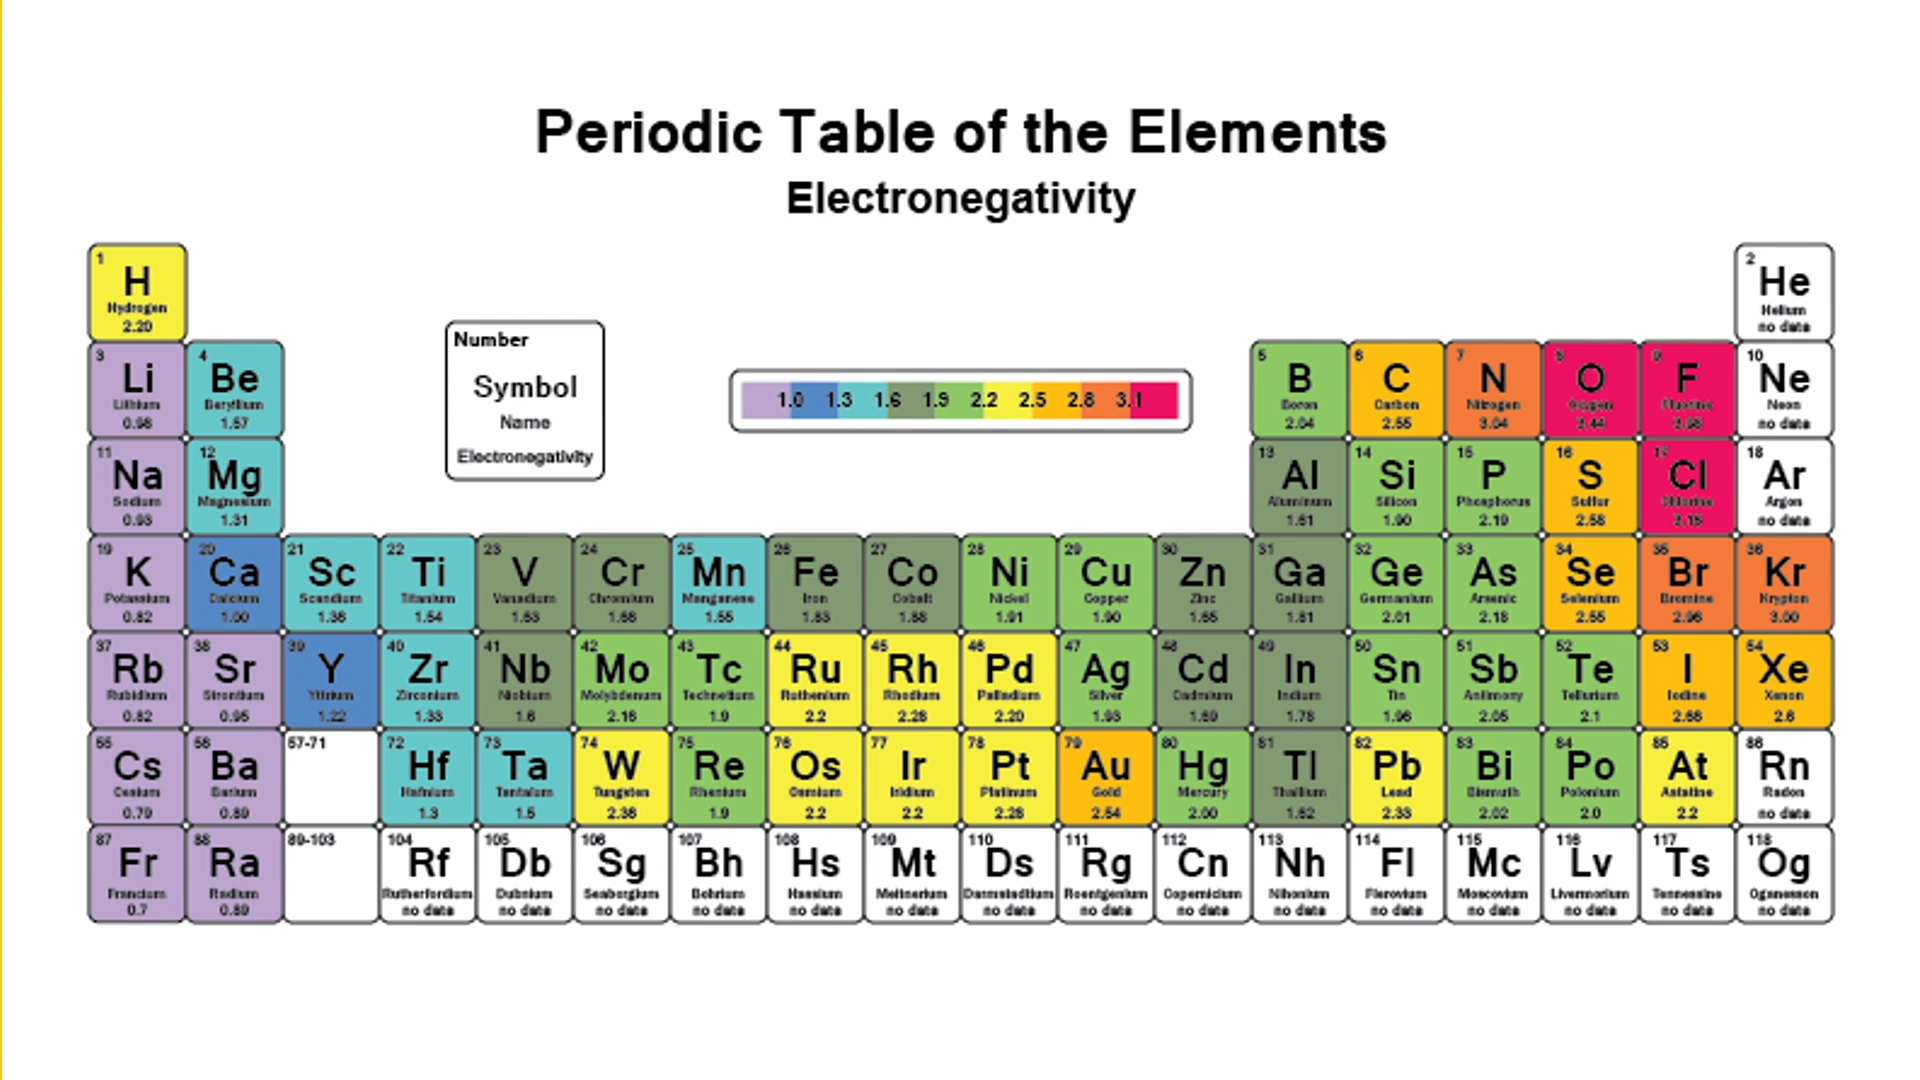 Periodic Table of the Elements
Electronegativity
1 2
H He
Hydrogen Helium
2.20 no data
Number
Symbol
Name
Electronegativity
1.0 1.3 1.6 1.9 2.2 2.5 2.8 3.1
3 4 5 6 7 8 9 10
Li Be B C N O F Ne
Lithium Beryllium Boron Carbon Nitrogen Oxygen Fluorine Neon
0.98 1.57 2.04 2.55 3.04 3.44 3.98 no data
11 12 13 14 15 16 17 18
Na Mg Al Si P S Cl Ar
Sodium Magnesium Aluminum Silicon Phosphorus Sulfur Chlorine Argon
0.93 1.31 1.61 1.90 2.19 2.58 3.16 no data
19 20 21 22 23 24 25 26 27 28 29 30 31 32 33 34 35 36
K Ca Sc Ti V Cr Mn Fe Co Ni Cu Zn Ga Ge As Se Br Kr
Potassium Calcium Scandium Titanium Vanadium Chromium Manganese Iron Cobalt Nickel Copper Zinc Gallium Germanium Arsenic Selenium Bromine Krypton
0.82 1.00 1.36 1.54 1.63 1.66 1.55 1.83 1.88 1.91 1.90 1.65 1.81 2.01 2.18 2.55 2.96 3.00
37 38 39 40 41 42 43 44 45 46 47 48 49 50 51 52 53 54
Rb Sr Y Zr Nb Mo Tc Ru Rh Pd Ag Cd In Sn Sb Te I Xe
Rubidium Strontium Yttrium Zirconium Niobium Molybdenum Technetium Ruthenium Rhodium Palladium Silver Cadmium Indium Tin Antimony Tellurium Iodine Xenon
0.82 0.95 1.22 1.33 1.6 2.16 1.9 2.2 2.28 2.20 1.93 1.69 1.78 1.96 2.05 2.1 2.66 2.6
55 56 57-71 72 73 74 75 76 77 78 79 80 81 82 83 84 85 86
Cs Ba Hf Ta W Re Os Ir Pt Au Hg Tl Pb Bi Po At Rn
Cesium Barium Hafnium Tantalum Tungsten Rhenium Osmium Iridium Platinum Gold Mercury Thallium Lead Bismuth Polonium Astatine Radon
0.79 0.89 1.3 1.5 2.36 1.9 2.2 2.2 2.28 2.54 2.00 1.62 2.33 2.02 2.0 2.2 no data
87 88 89-103 104 105 106 107 108 109 110 111 112 113 114 115 116 117 118
Fr Ra Rf Db Sg Bh Hs Mt Ds Rg Cn Nh Fl Mc Lv Ts Og
Francium Radium Rutherfordium Dubnium Seaborgium Bohrium Hassium Meitnerium Darmstadtium Roentgenium Copernicium Nihonium Flerovium Moscovium Livermorium Tennessine Oganesson
0.7 0.89 no data no data no data no data no data no data no data no data no data no data no data no data no data no data no data